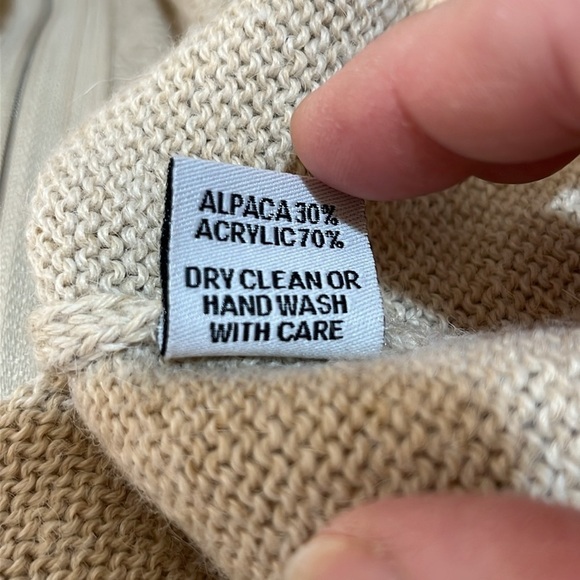 ALPACA 30%
ACRYLIC 70%
DRY CLEAN OR
HAND WASH
WITH CARE